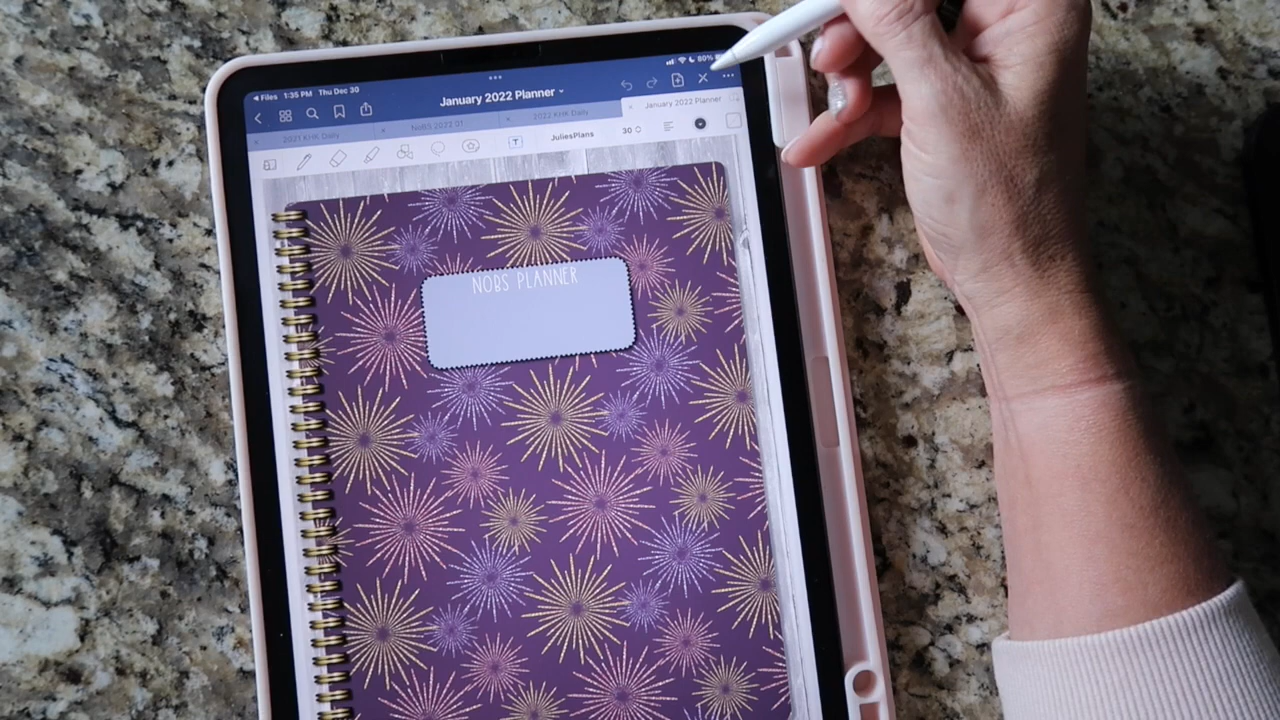 Files 1:35 PM Thu Dec 30 80%
January 2022 Planner
2021 KHK Daily NoBS 2022 01 2022 KHK Daily January 2022 Planner
T JuliesPlans 30
NOBS PLANNER